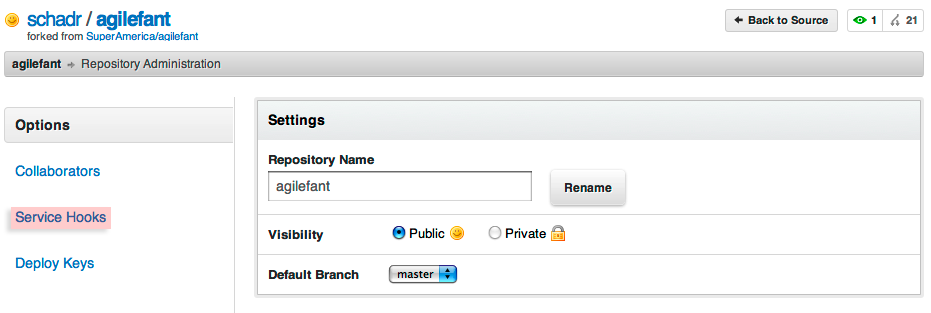 schadr / agilefant
forked from SuperAmerica/agilefant
Back to Source
1
21
agilefant
Repository Administration
Options
Collaborators
Service Hooks
Deploy Keys
Settings
Repository Name
agilefant
Rename
Visibility
Public
Private
Default Branch
master